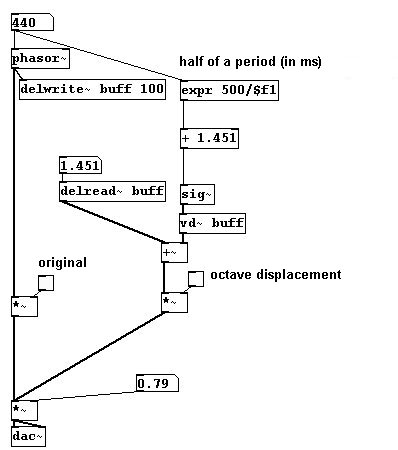 440
phasor~
half of a period (in ms)
delwrite~ buff 100
expr 500/$f1
+ 1.451
1.451
delread~ buff
sig~
vd~ buff
+~
original
octave displacement
*~
*~
0.79
*~
dac~